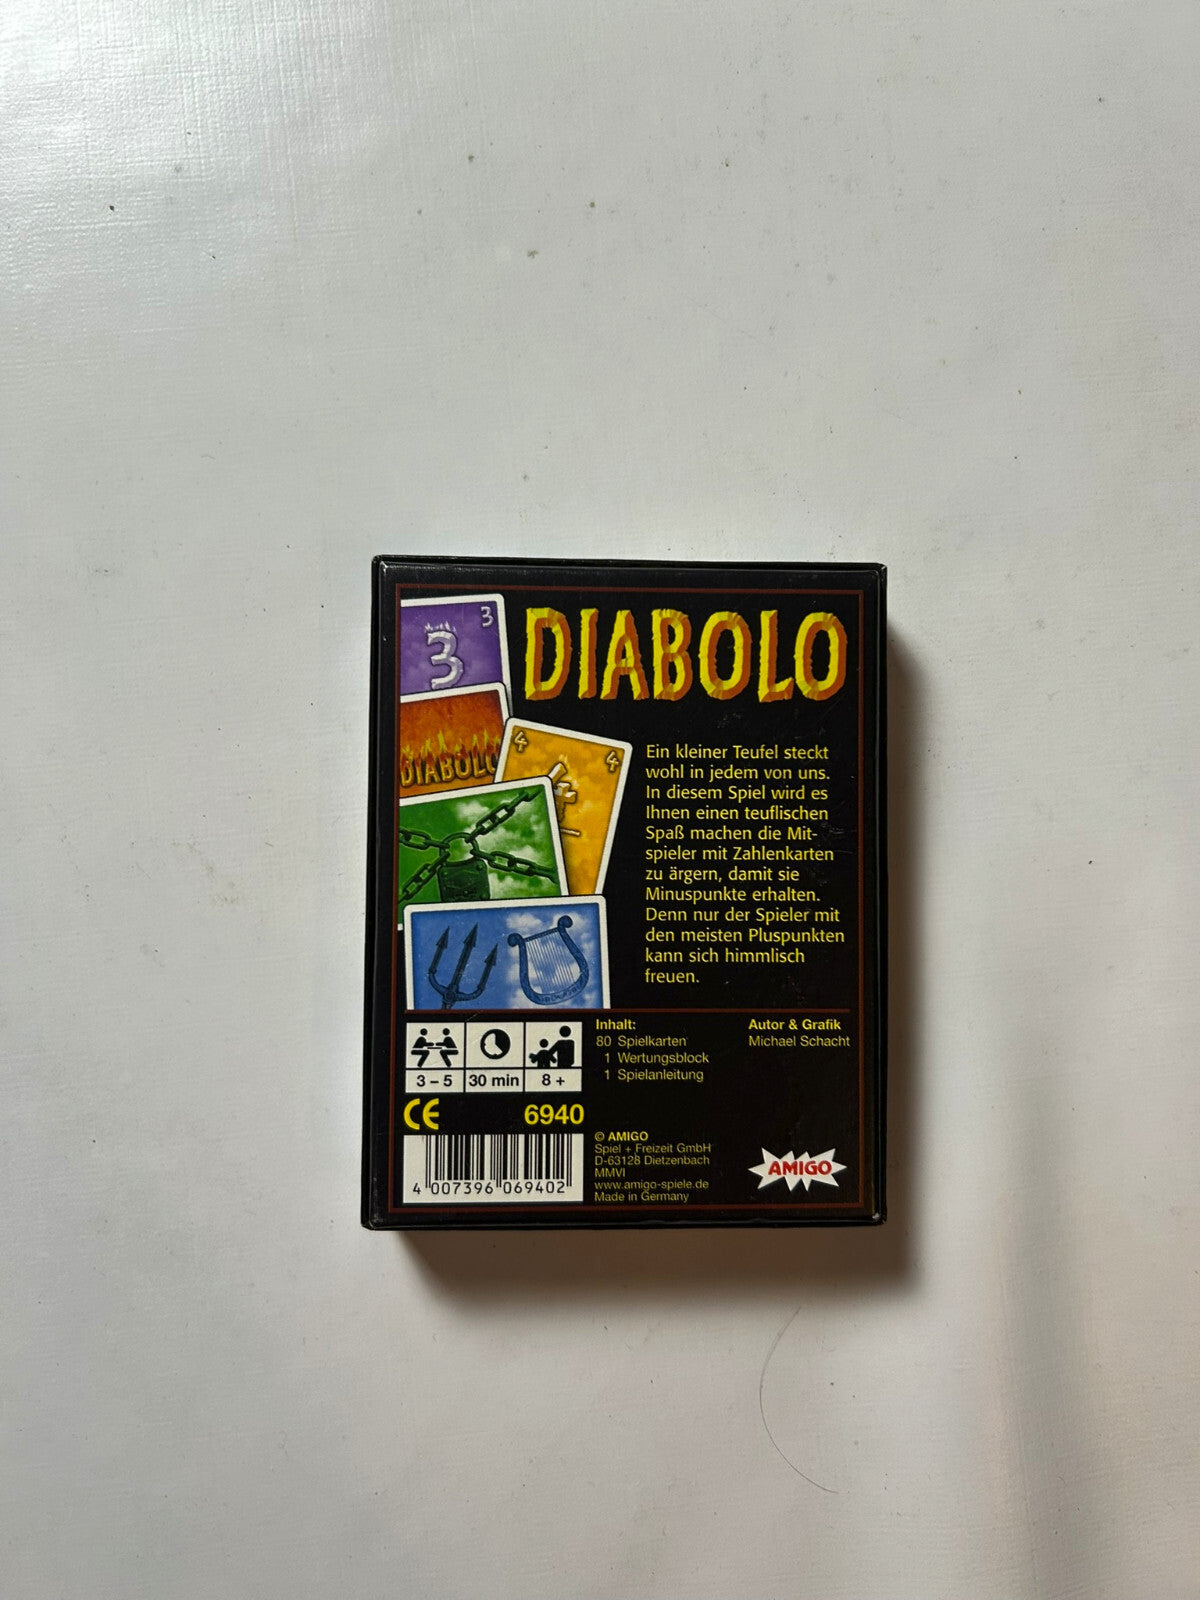 3
3
DIABOLO
DIABOLO
4
4
Ein kleiner Teufel steckt
wohl in jedem von uns.
In diesem Spiel wird es
Ihnen einen teuflischen
Spaß machen die Mit-
spieler mit Zahlenkarten
zu ärgern, damit sie
Minuspunkte erhalten.
Denn nur der Spieler mit
den meisten Pluspunkten
kann sich himmlisch
freuen.
3 – 5
30 min
8 +
Inhalt:
80 Spielkarten
1 Wertungsblock
1 Spielanleitung
Autor & Grafik
Michael Schacht
CE
6940
4 007396 069402
© AMIGO
Spiel + Freizeit GmbH
D-63128 Dietzenbach
MMVI
www.amigo-spiele.de
Made in Germany
AMIGO